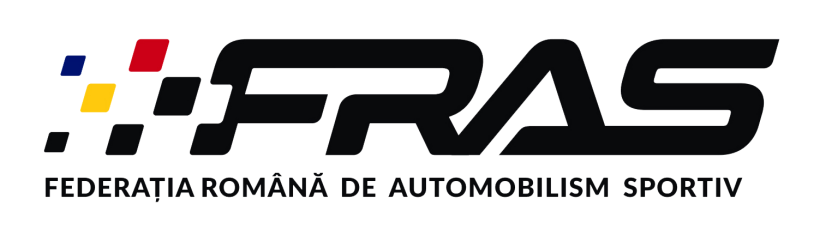 FRAS
FEDERAȚIA ROMÂNĂ DE AUTOMOBILISM SPORTIV